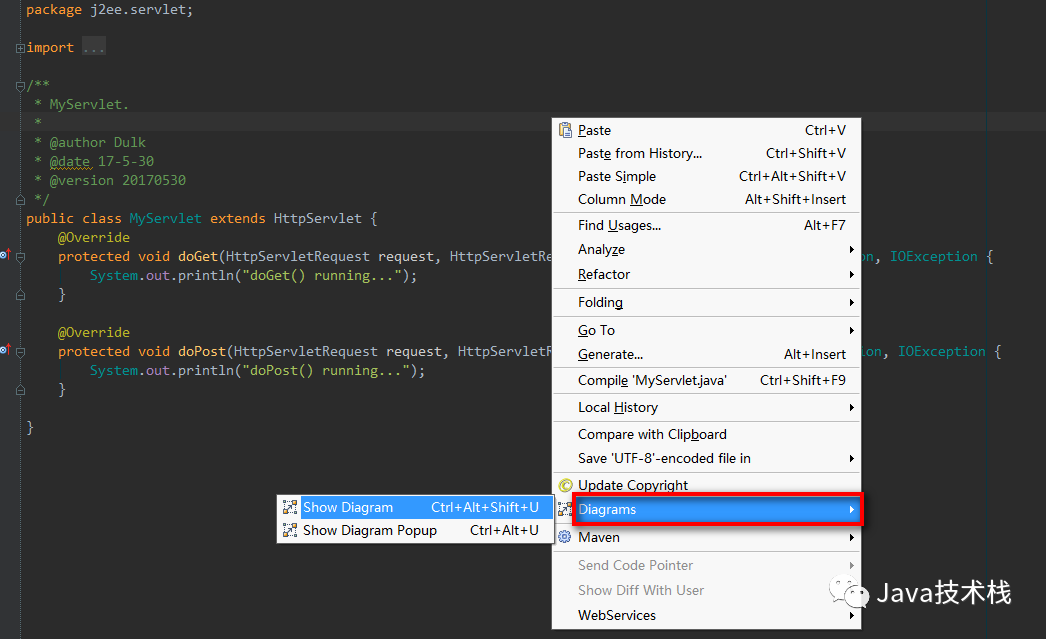 package j2ee.servlet;
import ...
/**
* MyServlet.
*
* @author Dulk
* @date 17-5-30
* @version 20170530
*/
public class MyServlet extends HttpServlet {
@Override
protected void doGet(HttpServletRequest request, HttpServletRe on, IOException {
System.out.println("doGet() running...");
}
@Override
protected void doPost(HttpServletRequest request, HttpServletR ion, IOException {
System.out.println("doPost() running...");
}
}
Paste Ctrl+V
Paste from History... Ctrl+Shift+V
Paste Simple Ctrl+Alt+Shift+V
Column Mode Alt+Shift+Insert
Find Usages... Alt+F7
Analyze
Refactor
Folding
Go To
Generate... Alt+Insert
Compile 'MyServlet.java' Ctrl+Shift+F9
Local History
Compare with Clipboard
Save 'UTF-8'-encoded file in
Update Copyright
Diagrams
Maven
Send Code Pointer
Show Diff With User
WebServices
Show Diagram Ctrl+Alt+Shift+U
Show Diagram Popup Ctrl+Alt+U
Java技术栈